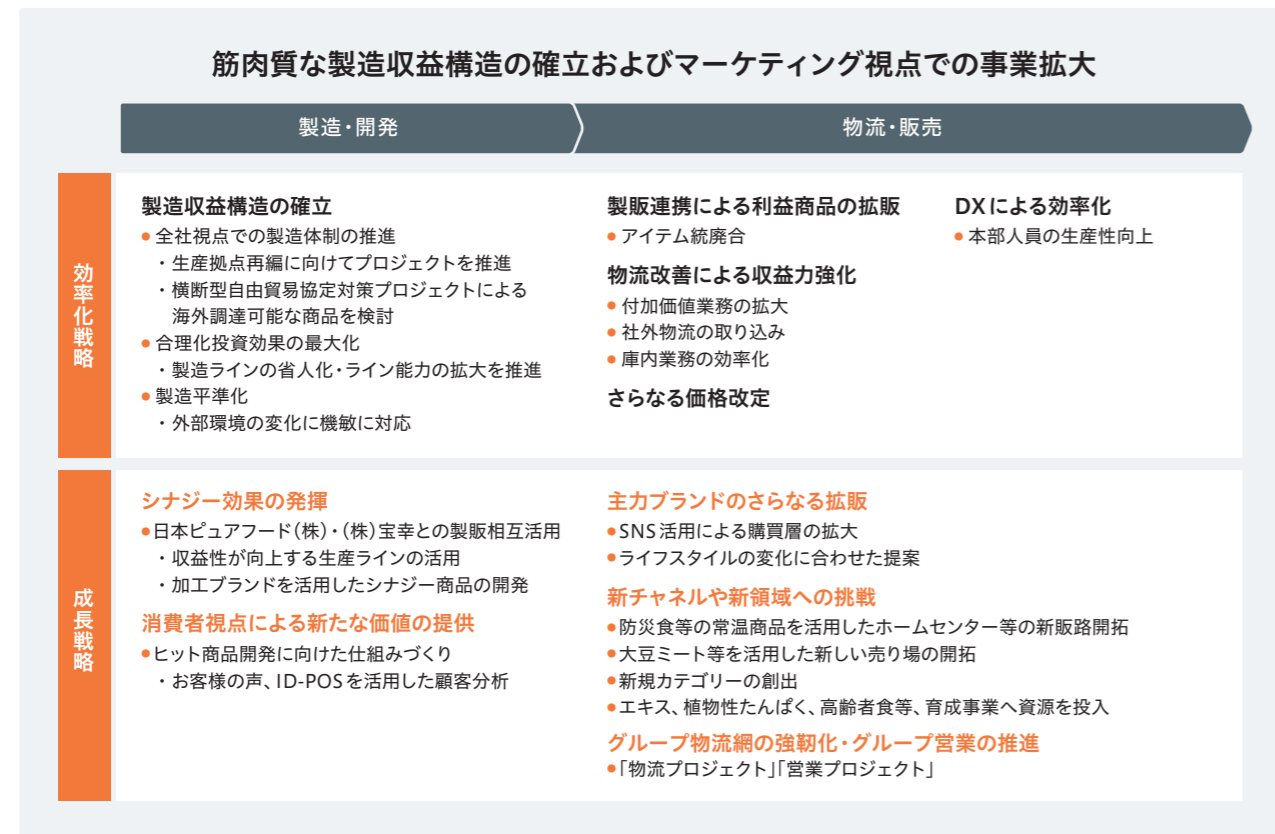 筋肉質な製造収益構造の確立およびマーケティング視点での事業拡大
製造・開発
物流・販売
効率化戦略
製造収益構造の確立
●全社視点での製造体制の推進
・生産拠点再編に向けてプロジェクトを推進
・横断型自由貿易協定対策プロジェクトによる
海外調達可能な商品を検討
●合理化投資効果の最大化
・製造ラインの省人化・ライン能力の拡大を推進
●製造平準化
・外部環境の変化に機敏に対応
製販連携による利益商品の拡販
●アイテム統廃合
物流改善による収益力強化
●付加価値業務の拡大
●社外物流の取り込み
●庫内業務の効率化
さらなる価格改定
DXによる効率化
●本部人員の生産性向上
成長戦略
シナジー効果の発揮
●日本ピュアフード(株)・(株)宝幸との製販相互活用
・収益性が向上する生産ラインの活用
・加工ブランドを活用したシナジー商品の開発
消費者視点による新たな価値の提供
●ヒット商品開発に向けた仕組みづくり
・お客様の声、ID-POSを活用した顧客分析
主力ブランドのさらなる拡販
●SNS活用による購買層の拡大
●ライフスタイルの変化に合わせた提案
新チャネルや新領域への挑戦
●防災食等の常温商品を活用したホームセンター等の新販路開拓
●大豆ミート等を活用した新しい売り場の開拓
●新規カテゴリーの創出
●エキス、植物性たんぱく、高齢者食等、育成事業へ資源を投入
グループ物流網の強靭化・グループ営業の推進
●「物流プロジェクト」「営業プロジェクト」